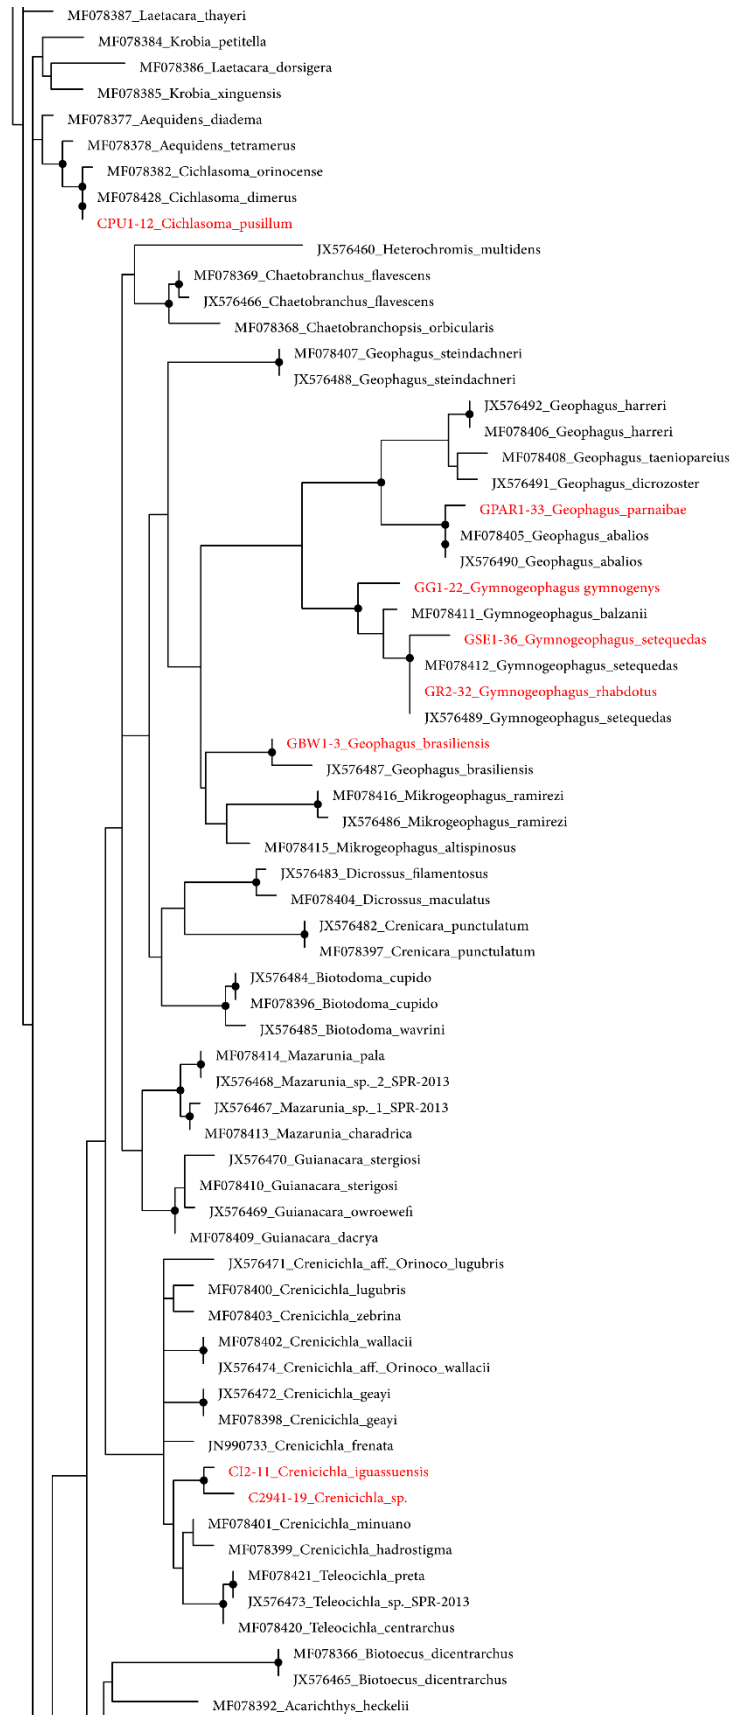 MF078387_Laetacara_thayeri
MF078384_Krobia_petitella
MF078386_Laetacara_dorsigera
MF078385_Krobia_xinguensis
MF078377_Aequidens_diadema
MF078378_Aequidens_tetramerus
MF078382_Cichlasoma_orinocense
MF078428_Cichlasoma_dimerus
CPU1-12_Cichlasoma_pusillum
JX576460_Heterochromis_multidens
MF078369_Chaetobranchus_flavescens
JX576466_Chaetobranchus_flavescens
MF078368_Chaetobranchopsis_orbicularis
MF078407_Geophagus_steindachneri
JX576488_Geophagus_steindachneri
JX576492_Geophagus_harreri
MF078406_Geophagus_harreri
MF078408_Geophagus_taeniopareius
JX576491_Geophagus_dicrozoster
GPAR1-33_Geophagus_parnaibae
MF078405_Geophagus_abalios
JX576490_Geophagus_abalios
GG1-22_Gymnogeophagus gymnogenys
MF078411_Gymnogeophagus_balzanii
GSE1-36_Gymnogeophagus_setequedas
MF078412_Gymnogeophagus_setequedas
GR2-32_Gymnogeophagus_rhabdotus
JX576489_Gymnogeophagus_setequedas
GBW1-3_Geophagus_brasiliensis
JX576487_Geophagus_brasiliensis
MF078416_Mikrogeophagus_ramirezi
JX576486_Mikrogeophagus_ramirezi
MF078415_Mikrogeophagus_altispinosus
JX576483_Dicrossus_filamentosus
MF078404_Dicrossus_maculatus
JX576482_Crenicara_punctulatum
MF078397_Crenicara_punctulatum
JX576484_Biotodoma_cupido
MF078396_Biotodoma_cupido
JX576485_Biotodoma_wavrini
MF078414_Mazarunia_pala
JX576468_Mazarunia_sp._2_SPR-2013
JX576467_Mazarunia_sp._1_SPR-2013
MF078413_Mazarunia_charadrica
JX576470_Guianacara_stergiosi
MF078410_Guianacara_sterigosi
JX576469_Guianacara_owroewefi
MF078409_Guianacara_dacrya
JX576471_Crenicichla_aff._Orinoco_lugubris
MF078400_Crenicichla_lugubris
MF078403_Crenicichla_zebrina
MF078402_Crenicichla_wallacii
JX576474_Crenicichla_aff._Orinoco_wallacii
JX576472_Crenicichla_geayi
MF078398_Crenicichla_geayi
JN990733_Crenicichla_frenata
CI2-11_Crenicichla_iguassuensis
C2941-19_Crenicichla_sp.
MF078401_Crenicichla_minuano
MF078399_Crenicichla_hadrostigma
MF078421_Teleocichla_preta
JX576473_Teleocichla_sp._SPR-2013
MF078420_Teleocichla_centrarchus
MF078366_Biotoecus_dicentrarchus
JX576465_Biotoecus_dicentrarchus
MF078392_Acarichthys_heckelii